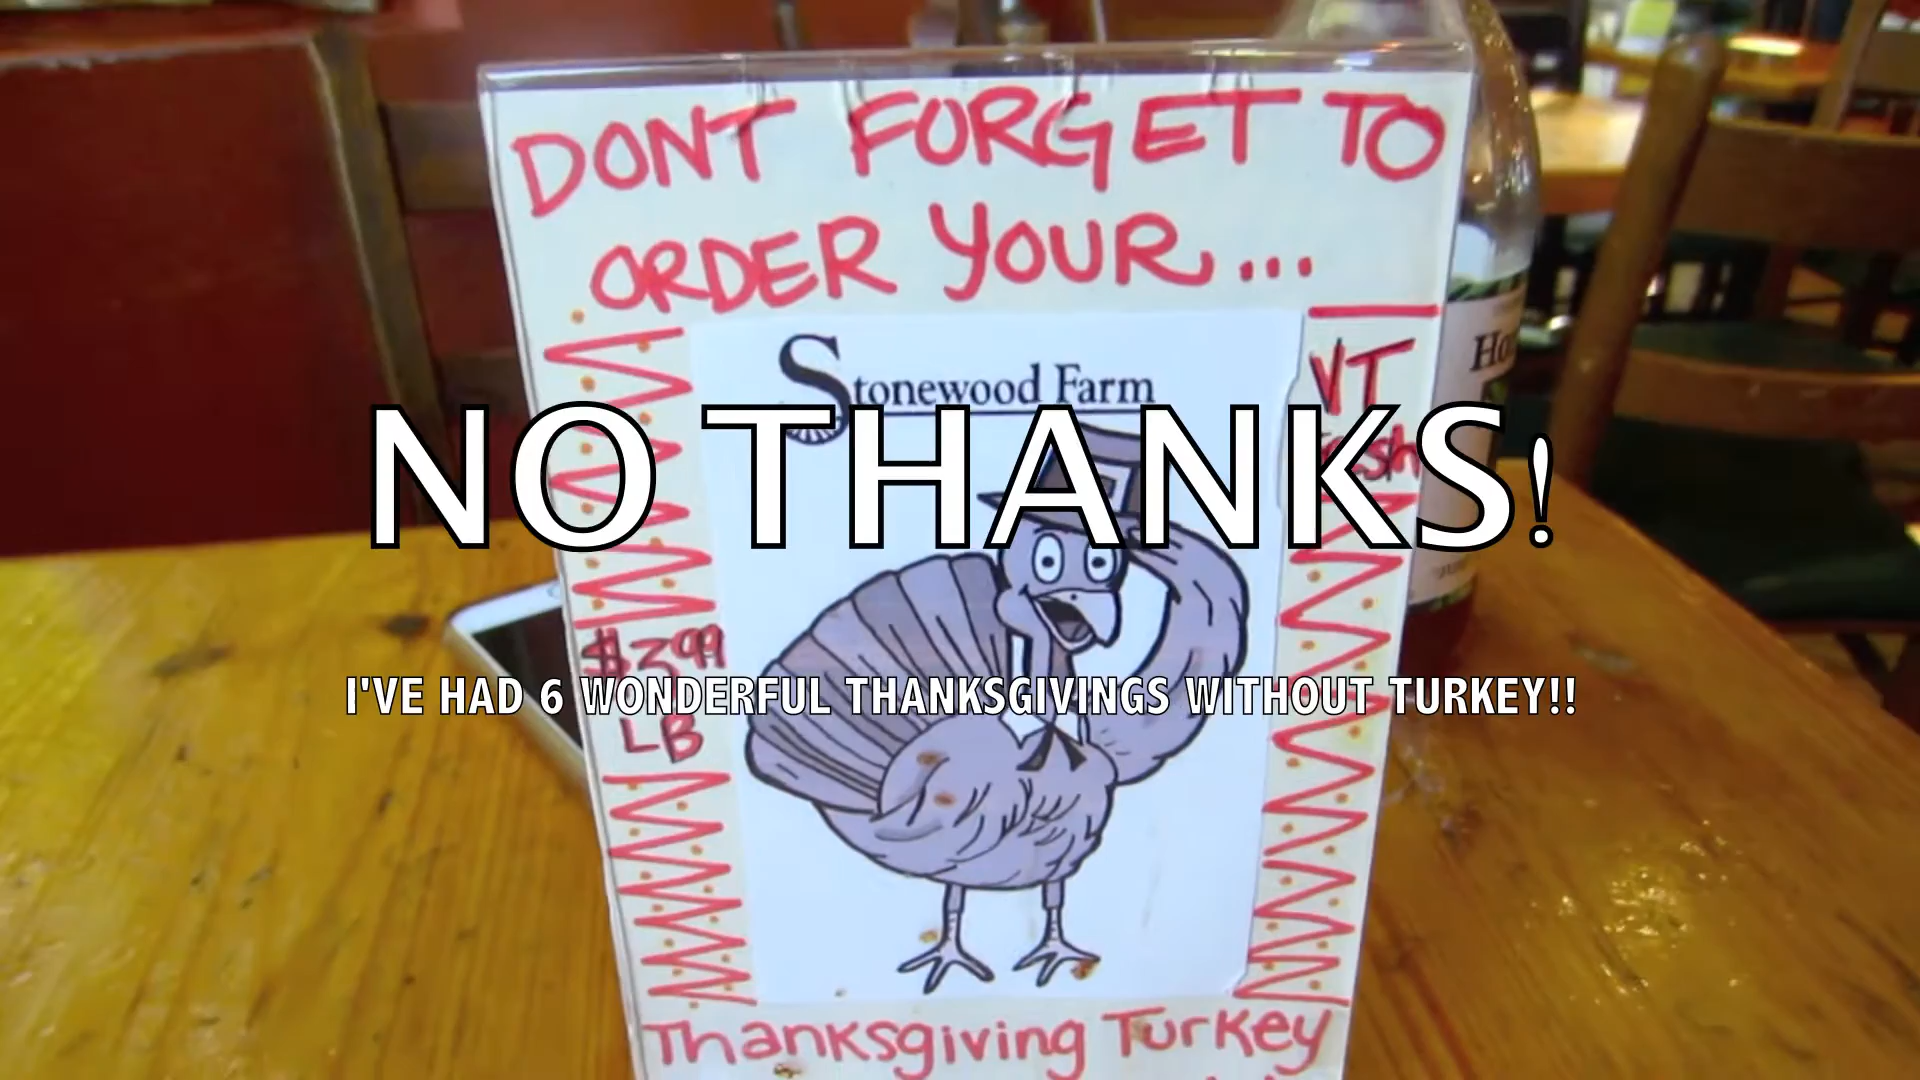 DONT FORGET TO
ORDER YOUR...
Stonewood Farm
VT
NO THANKS!
$3.99
LB
I'VE HAD 6 WONDERFUL THANKSGIVINGS WITHOUT TURKEY!!
Thanksgiving Turkey